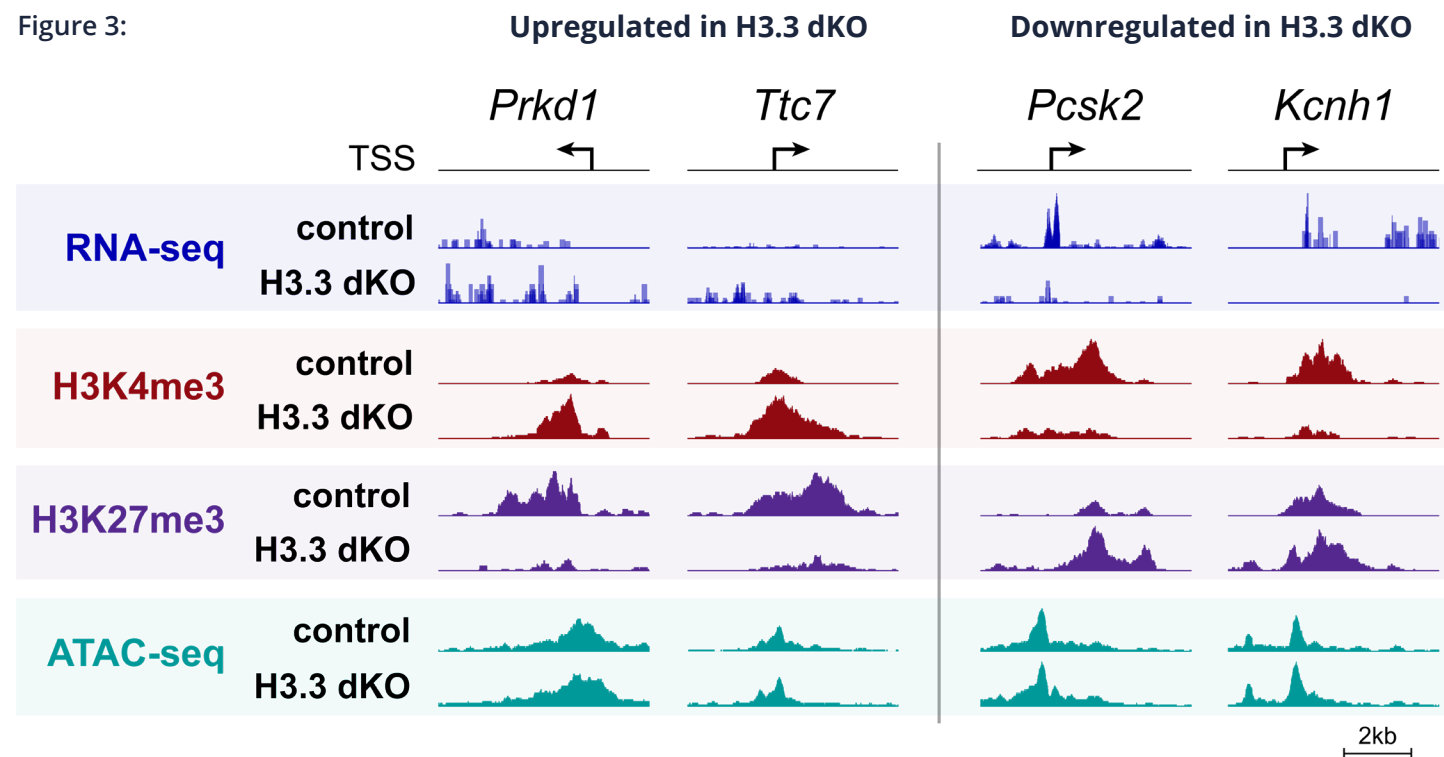 Figure 3:
Upregulated in H3.3 dKO
Downregulated in H3.3 dKO
Prkd1
Ttc7
Pcsk2
Kcnh1
TSS
RNA-seq
control
H3.3 dKO
H3K4me3
control
H3.3 dKO
H3K27me3
control
H3.3 dKO
ATAC-seq
control
H3.3 dKO
2kb